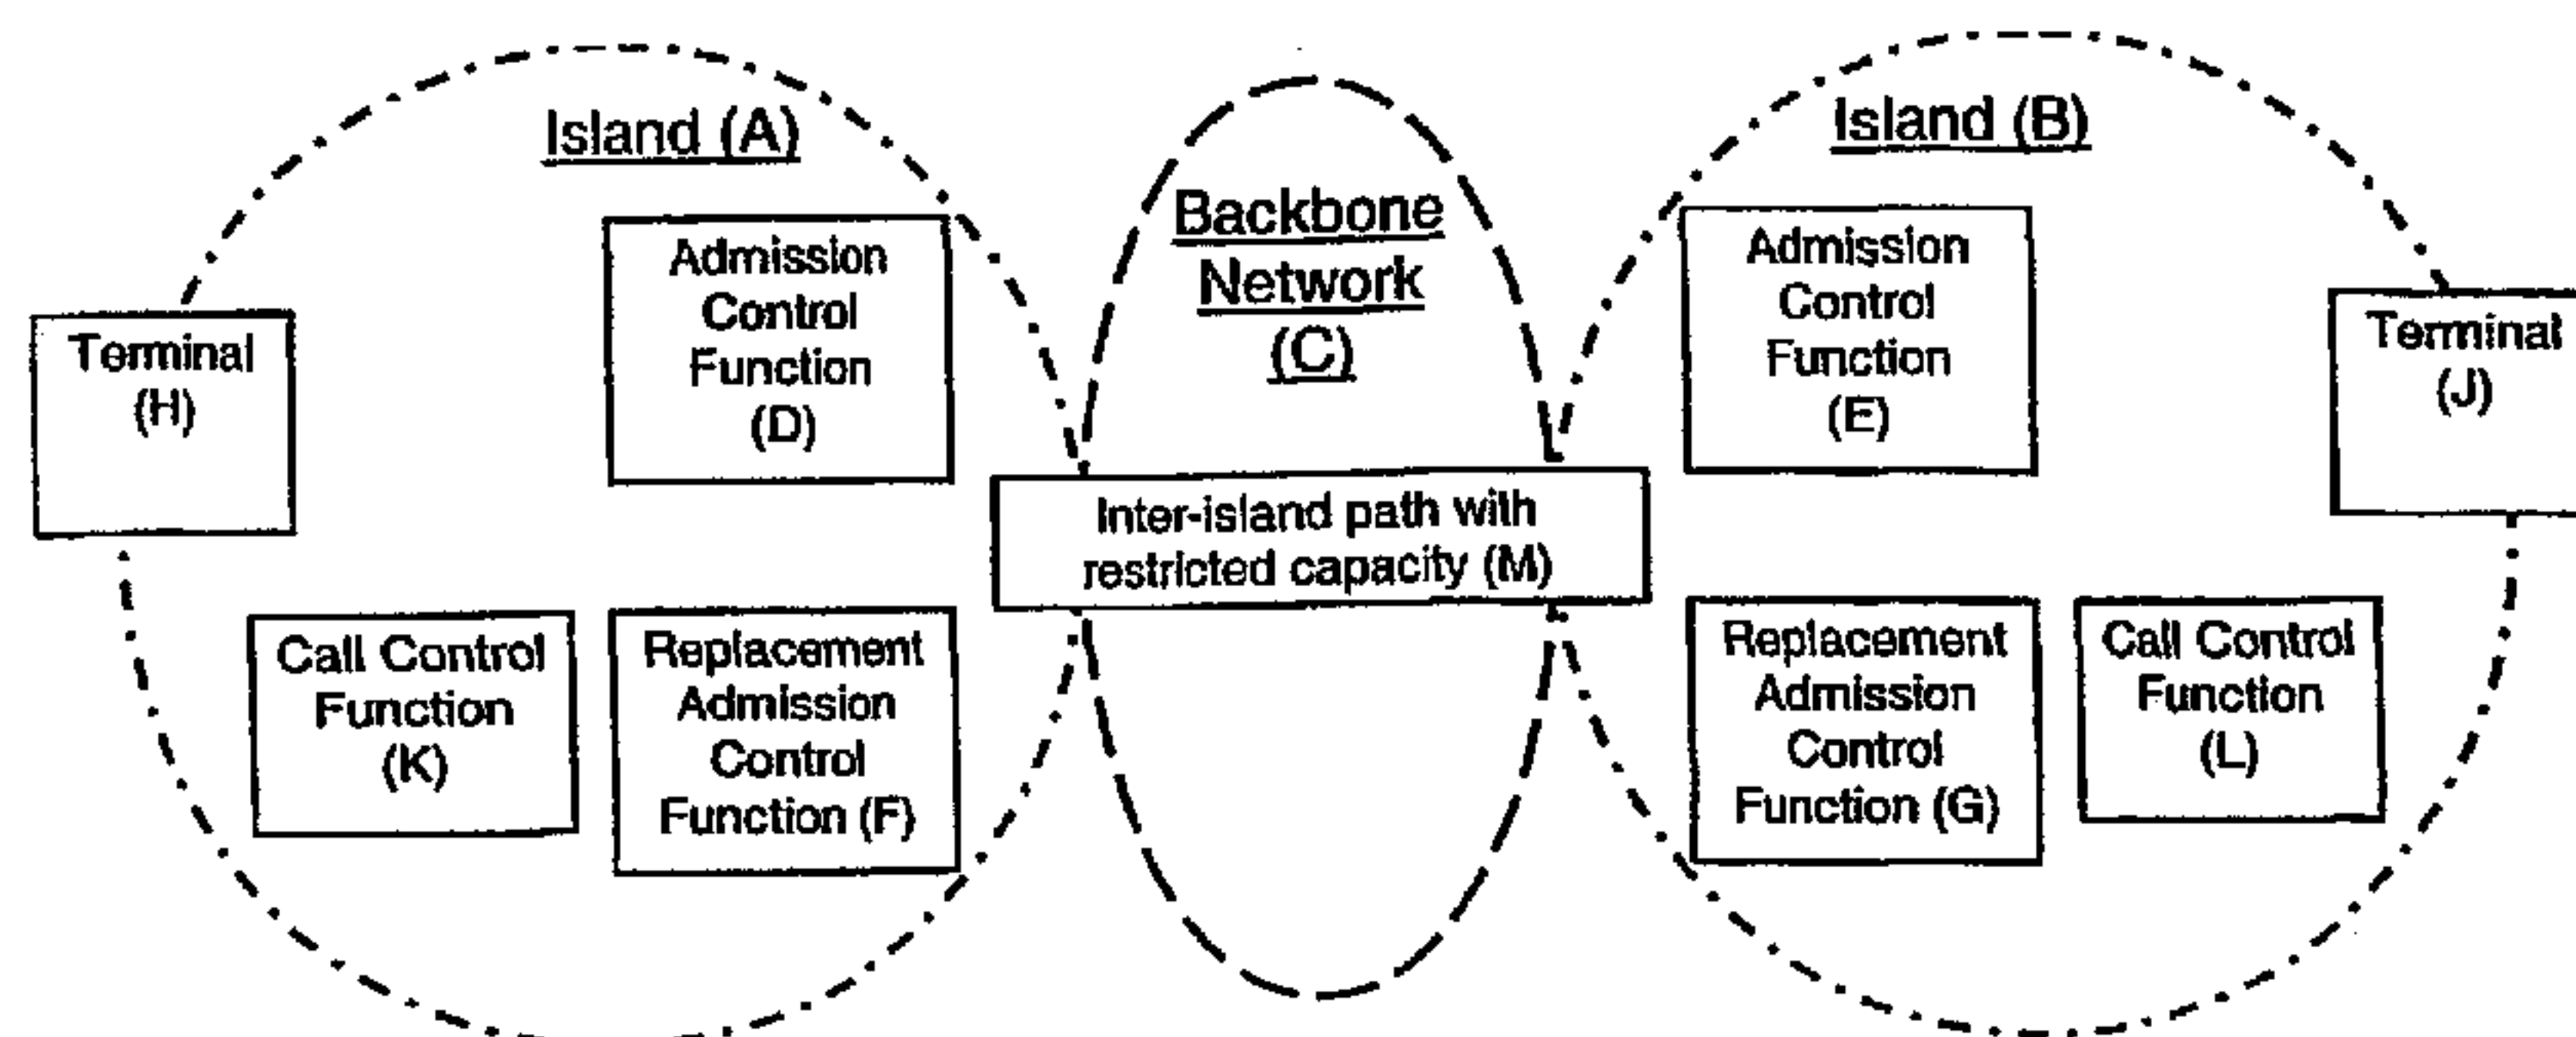 Island (A)
Terminal
(H)
Admission
Control
Function
(D)
Call Control
Function
(K)
Replacement
Admission
Control
Function (F)
Backbone
Network
(C)
Inter-island path with
restricted capacity (M)
Island (B)
Admission
Control
Function
(E)
Terminal
(J)
Replacement
Admission
Control
Function (G)
Call Control
Function
(L)